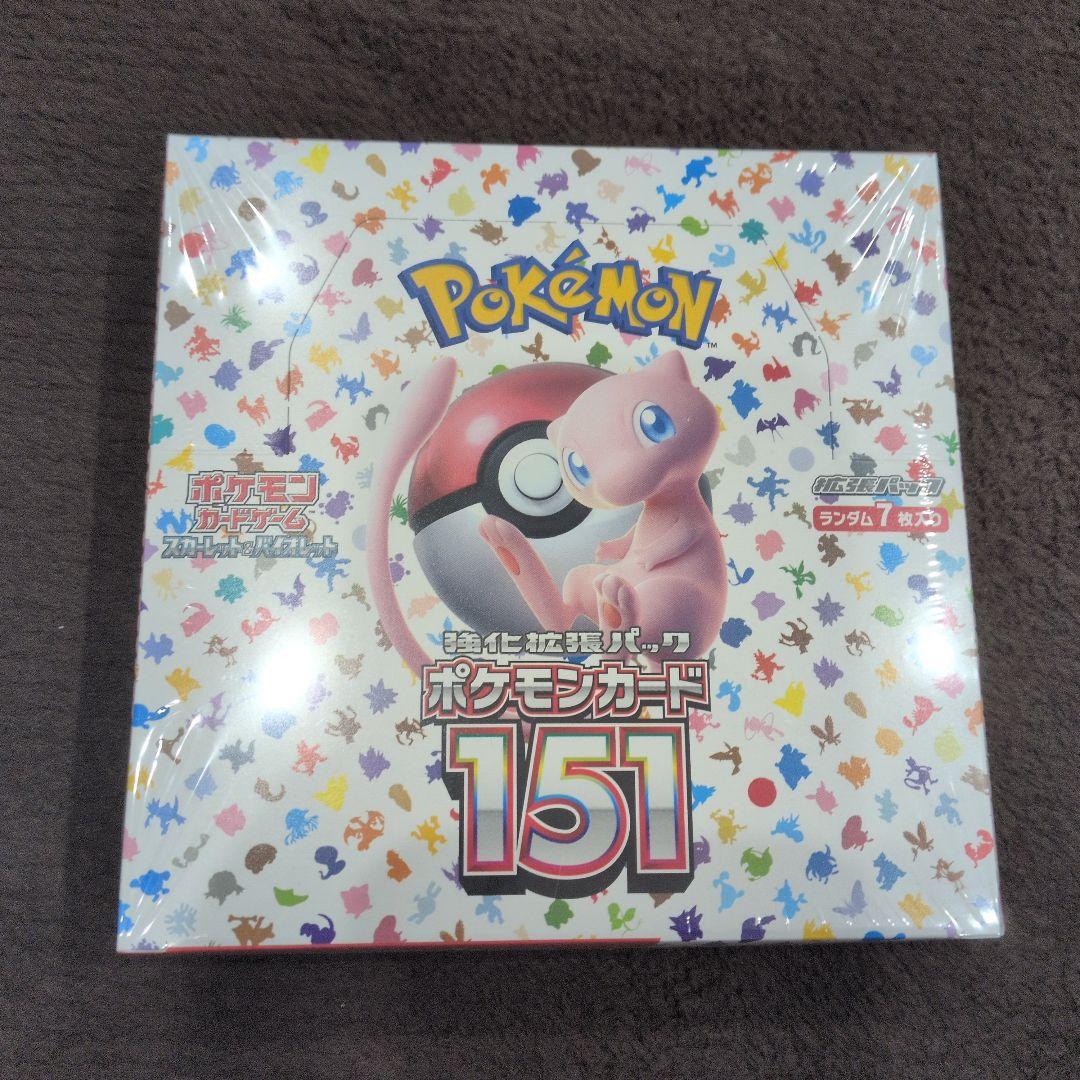 POKéMON
TM
ポケモン
カードゲーム
スカーレット&バイオレット
拡張パック
ランダム7枚入り
強化拡張パック
ポケモンカード
151